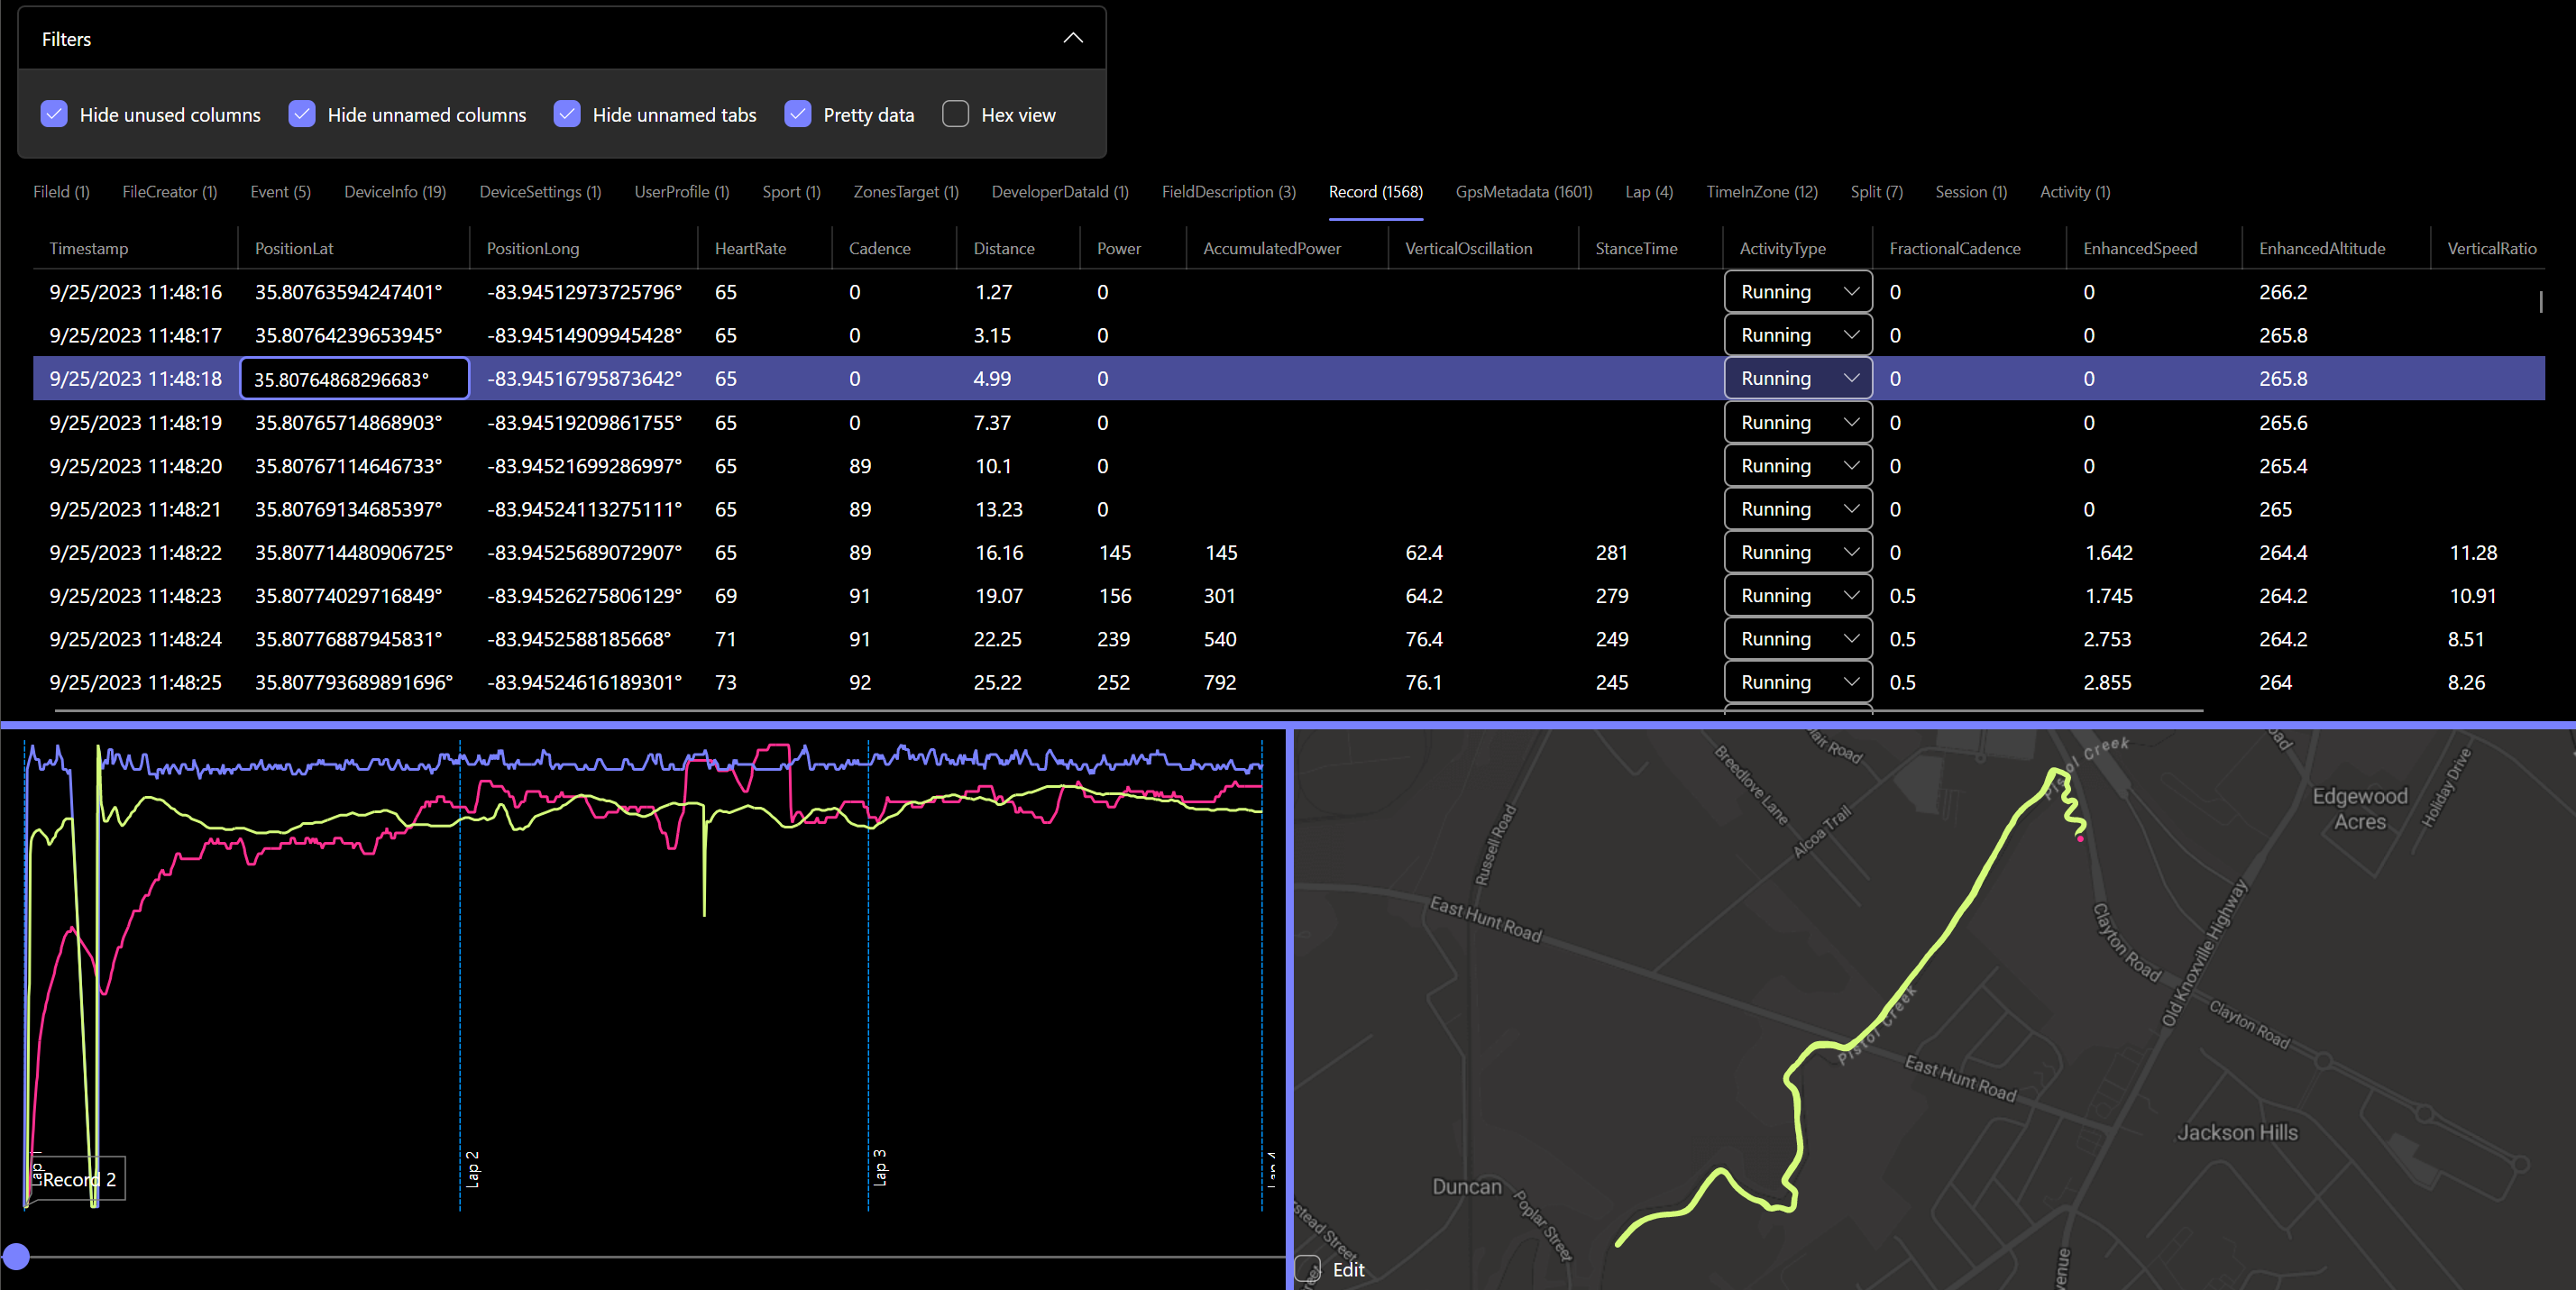 Filters
Hide unused columns Hide unnamed columns Hide unnamed tabs Pretty data Hex view
FileId (1) FileCreator (1) Event (5) DeviceInfo (19) DeviceSettings (1) UserProfile (1) Sport (1) ZonesTarget (1) DeveloperDataId (1) FieldDescription (3) Record (1568) GpsMetadata (1601) Lap (4) TimeInZone (12) Split (7) Session (1) Activity (1)
Timestamp PositionLat PositionLong HeartRate Cadence Distance Power AccumulatedPower VerticalOscillation StanceTime ActivityType FractionalCadence EnhancedSpeed EnhancedAltitude VerticalRatio
9/25/2023 11:48:16 35.80763594247401° -83.94512973725796° 65 0 1.27 0 Running 0 0 266.2
9/25/2023 11:48:17 35.80764239653945° -83.94514909945428° 65 0 3.15 0 Running 0 0 265.8
9/25/2023 11:48:18 35.80764868296683° -83.94516795873642° 65 0 4.99 0 Running 0 0 265.8
9/25/2023 11:48:19 35.80765714868903° -83.94519209861755° 65 0 7.37 0 Running 0 0 265.6
9/25/2023 11:48:20 35.80767114646733° -83.94521699286997° 65 89 10.1 0 Running 0 0 265.4
9/25/2023 11:48:21 35.80769134685397° -83.94524113275111° 65 89 13.23 0 Running 0 0 265
9/25/2023 11:48:22 35.807714480906725° -83.94525689072907° 65 89 16.16 145 145 62.4 281 Running 0 1.642 264.4 11.28
9/25/2023 11:48:23 35.80774029716849° -83.94526275806129° 69 91 19.07 156 301 64.2 279 Running 0.5 1.745 264.2 10.91
9/25/2023 11:48:24 35.80776887945831° -83.9452588185668° 71 91 22.25 239 540 76.4 249 Running 0.5 2.753 264.2 8.51
9/25/2023 11:48:25 35.807793689891696° -83.94524616189301° 73 92 25.22 252 792 76.1 245 Running 0.5 2.855 264 8.26
Record 2
Lap 2
Lap 3
Breedlove Lane
Alcoa Trail
Russell Road
East Hunt Road
Pistol Creek
Edgewood
Acres
Holiday Drive
Clayton Road
Old Knoxville Highway
Clayton Road
Pistol Creek
East Hunt Road
Jackson Hills
Duncan
Poplar Street
Edit